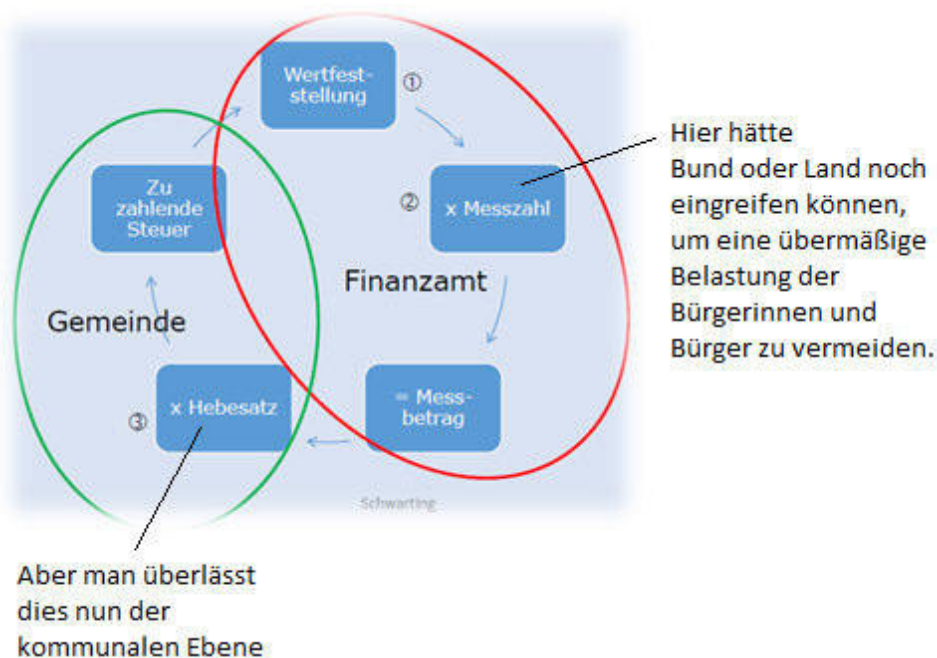 Wertfest-
stellung
①
Hier hätte
Bund oder Land noch
eingreifen können,
um eine übermäßige
Belastung der
Bürgerinnen und
Bürger zu vermeiden.
②
x Messzahl
Zu
zahlende
Steuer
Finanzamt
Gemeinde
= Mess-
betrag
③
x Hebesatz
Schwarting
Aber man überlässt
dies nun der
kommunalen Ebene